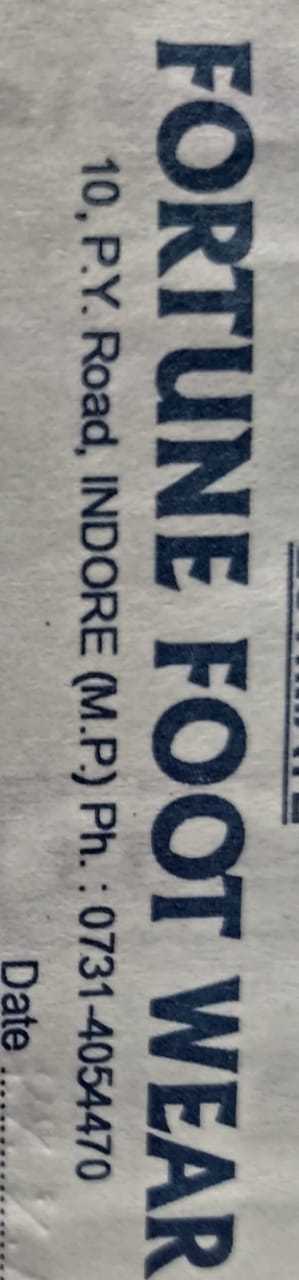 FORTUNE FOOT WEAR
10, P.Y. Road, INDORE (M.P.) Ph. : 0731-4054470
Date ..................